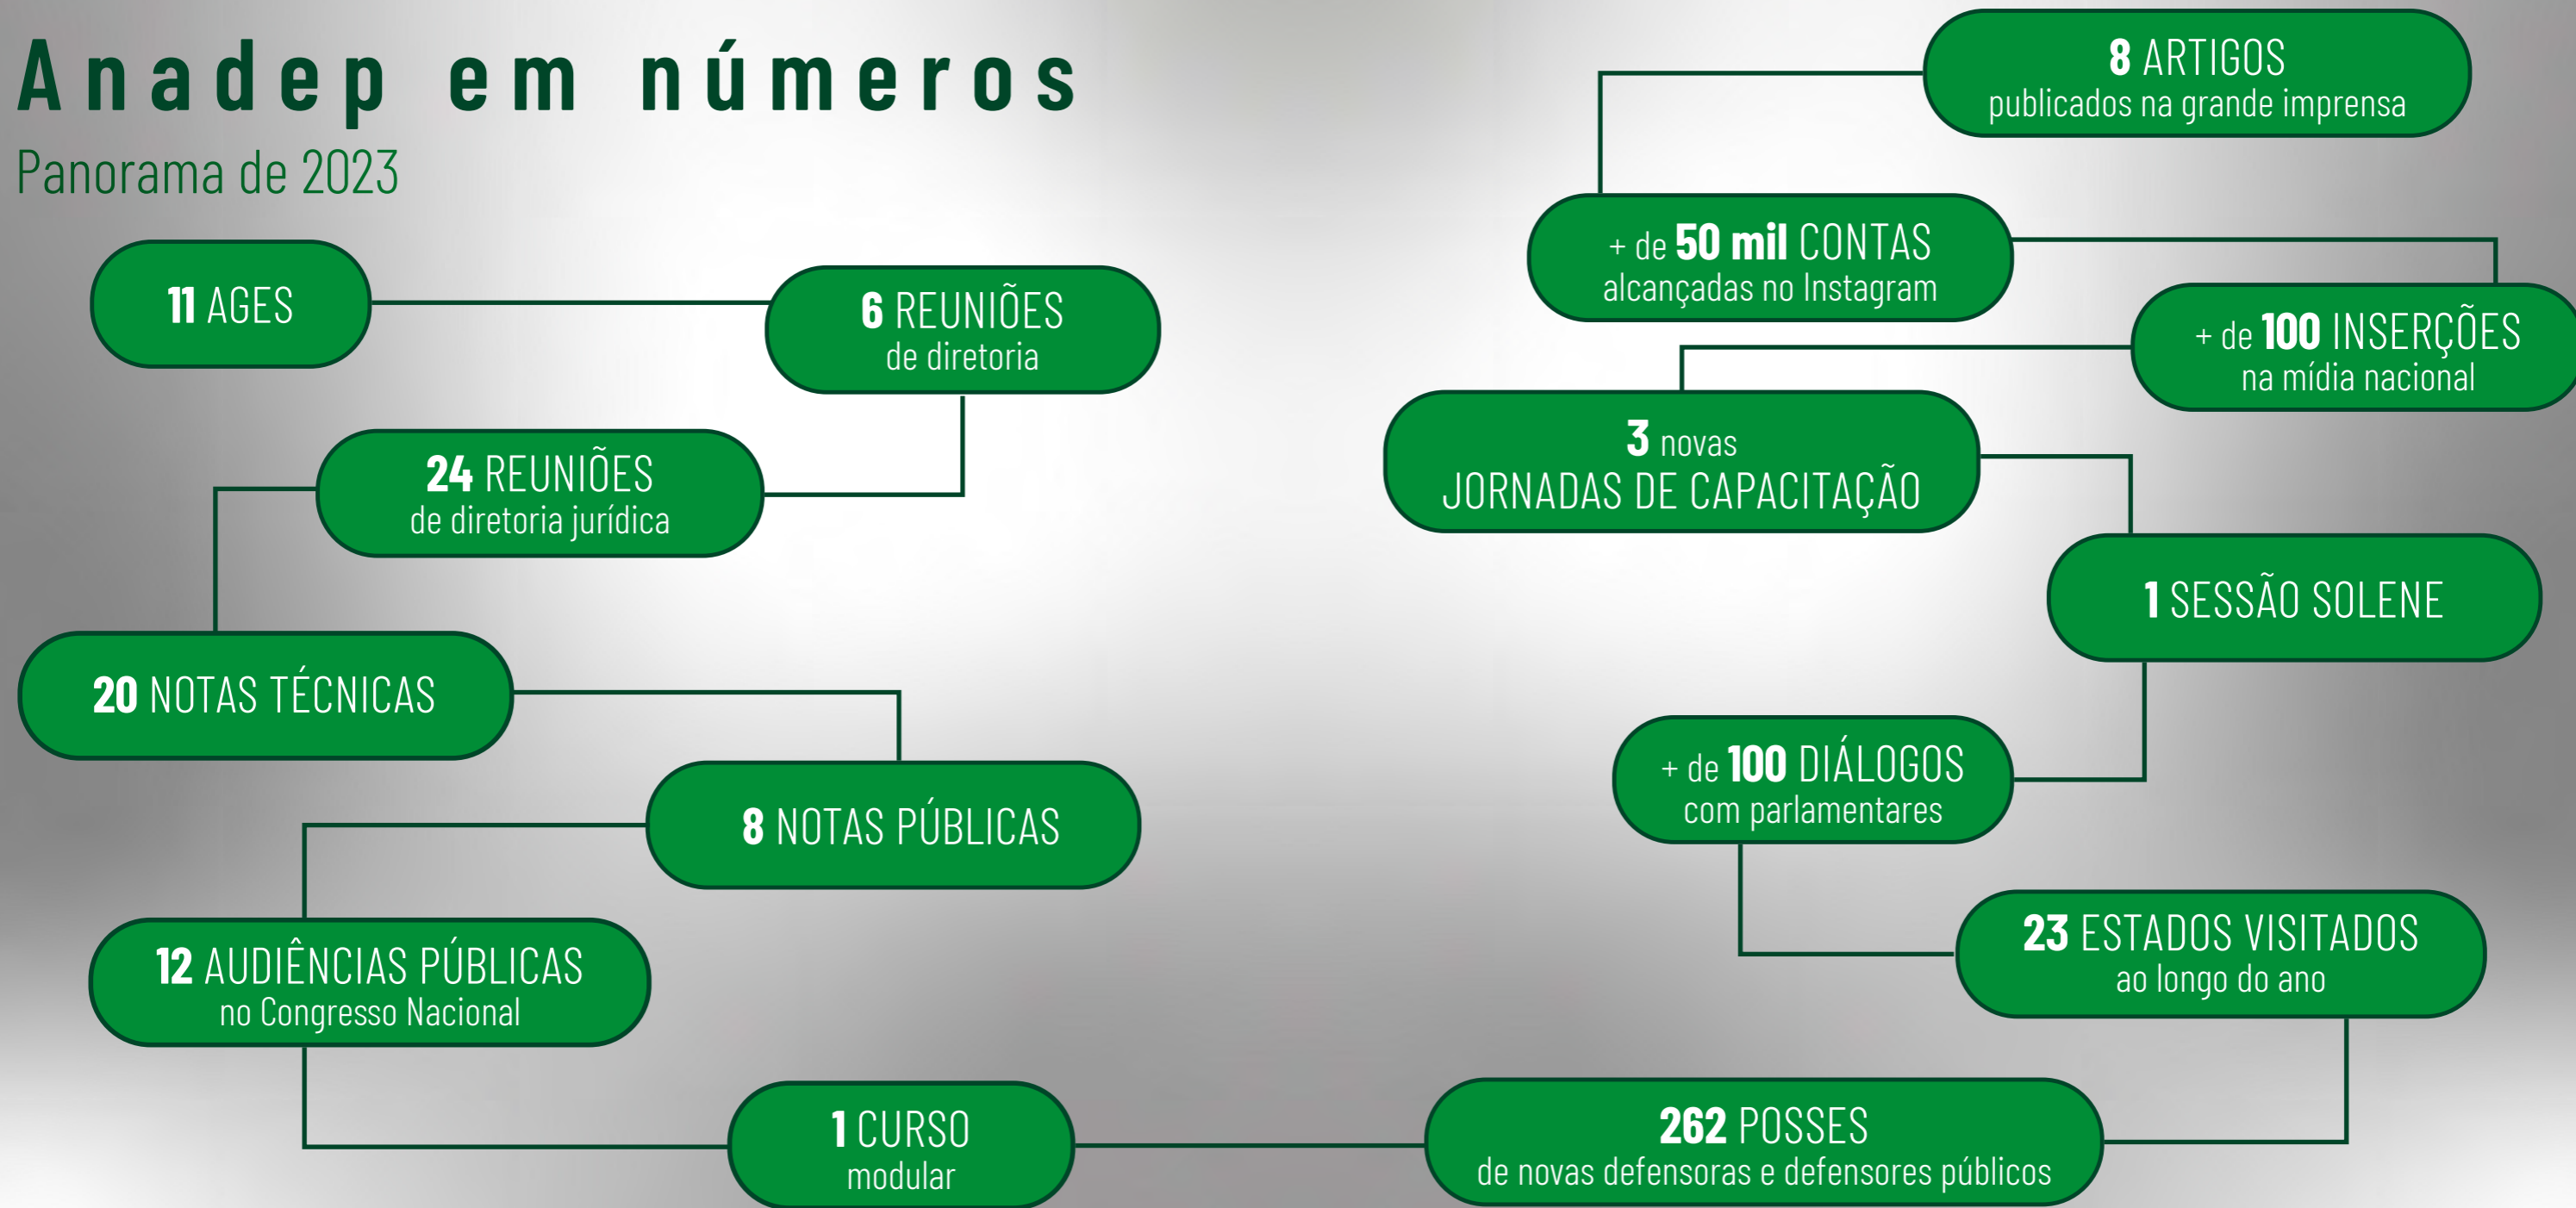 Anadep em números
Panorama de 2023
11 AGES
6 REUNIÕES
de diretoria
24 REUNIÕES
de diretoria jurídica
20 NOTAS TÉCNICAS
8 NOTAS PÚBLICAS
12 AUDIÊNCIAS PÚBLICAS
no Congresso Nacional
1 CURSO
modular
262 POSSES
de novas defensoras e defensores públicos
23 ESTADOS VISITADOS
ao longo do ano
+ de 100 DIÁLOGOS
com parlamentares
1 SESSÃO SOLENE
3 novas
JORNADAS DE CAPACITAÇÃO
+ de 100 INSERÇÕES
na mídia nacional
+ de 50 mil CONTAS
alcançadas no Instagram
8 ARTIGOS
publicados na grande imprensa